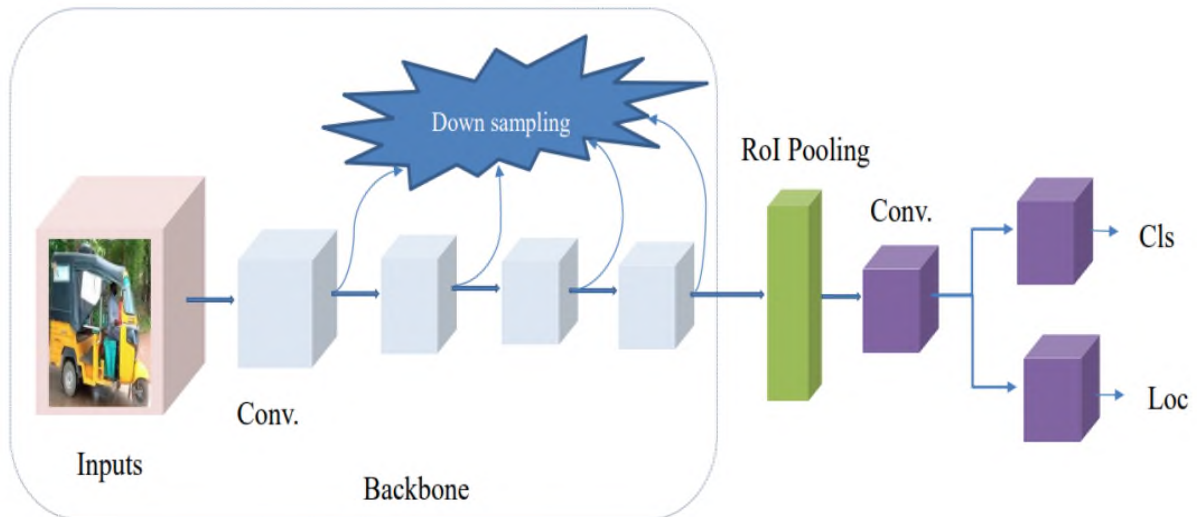 Down sampling
RoI Pooling
Conv.
Cls
Conv.
Loc
Inputs
Backbone